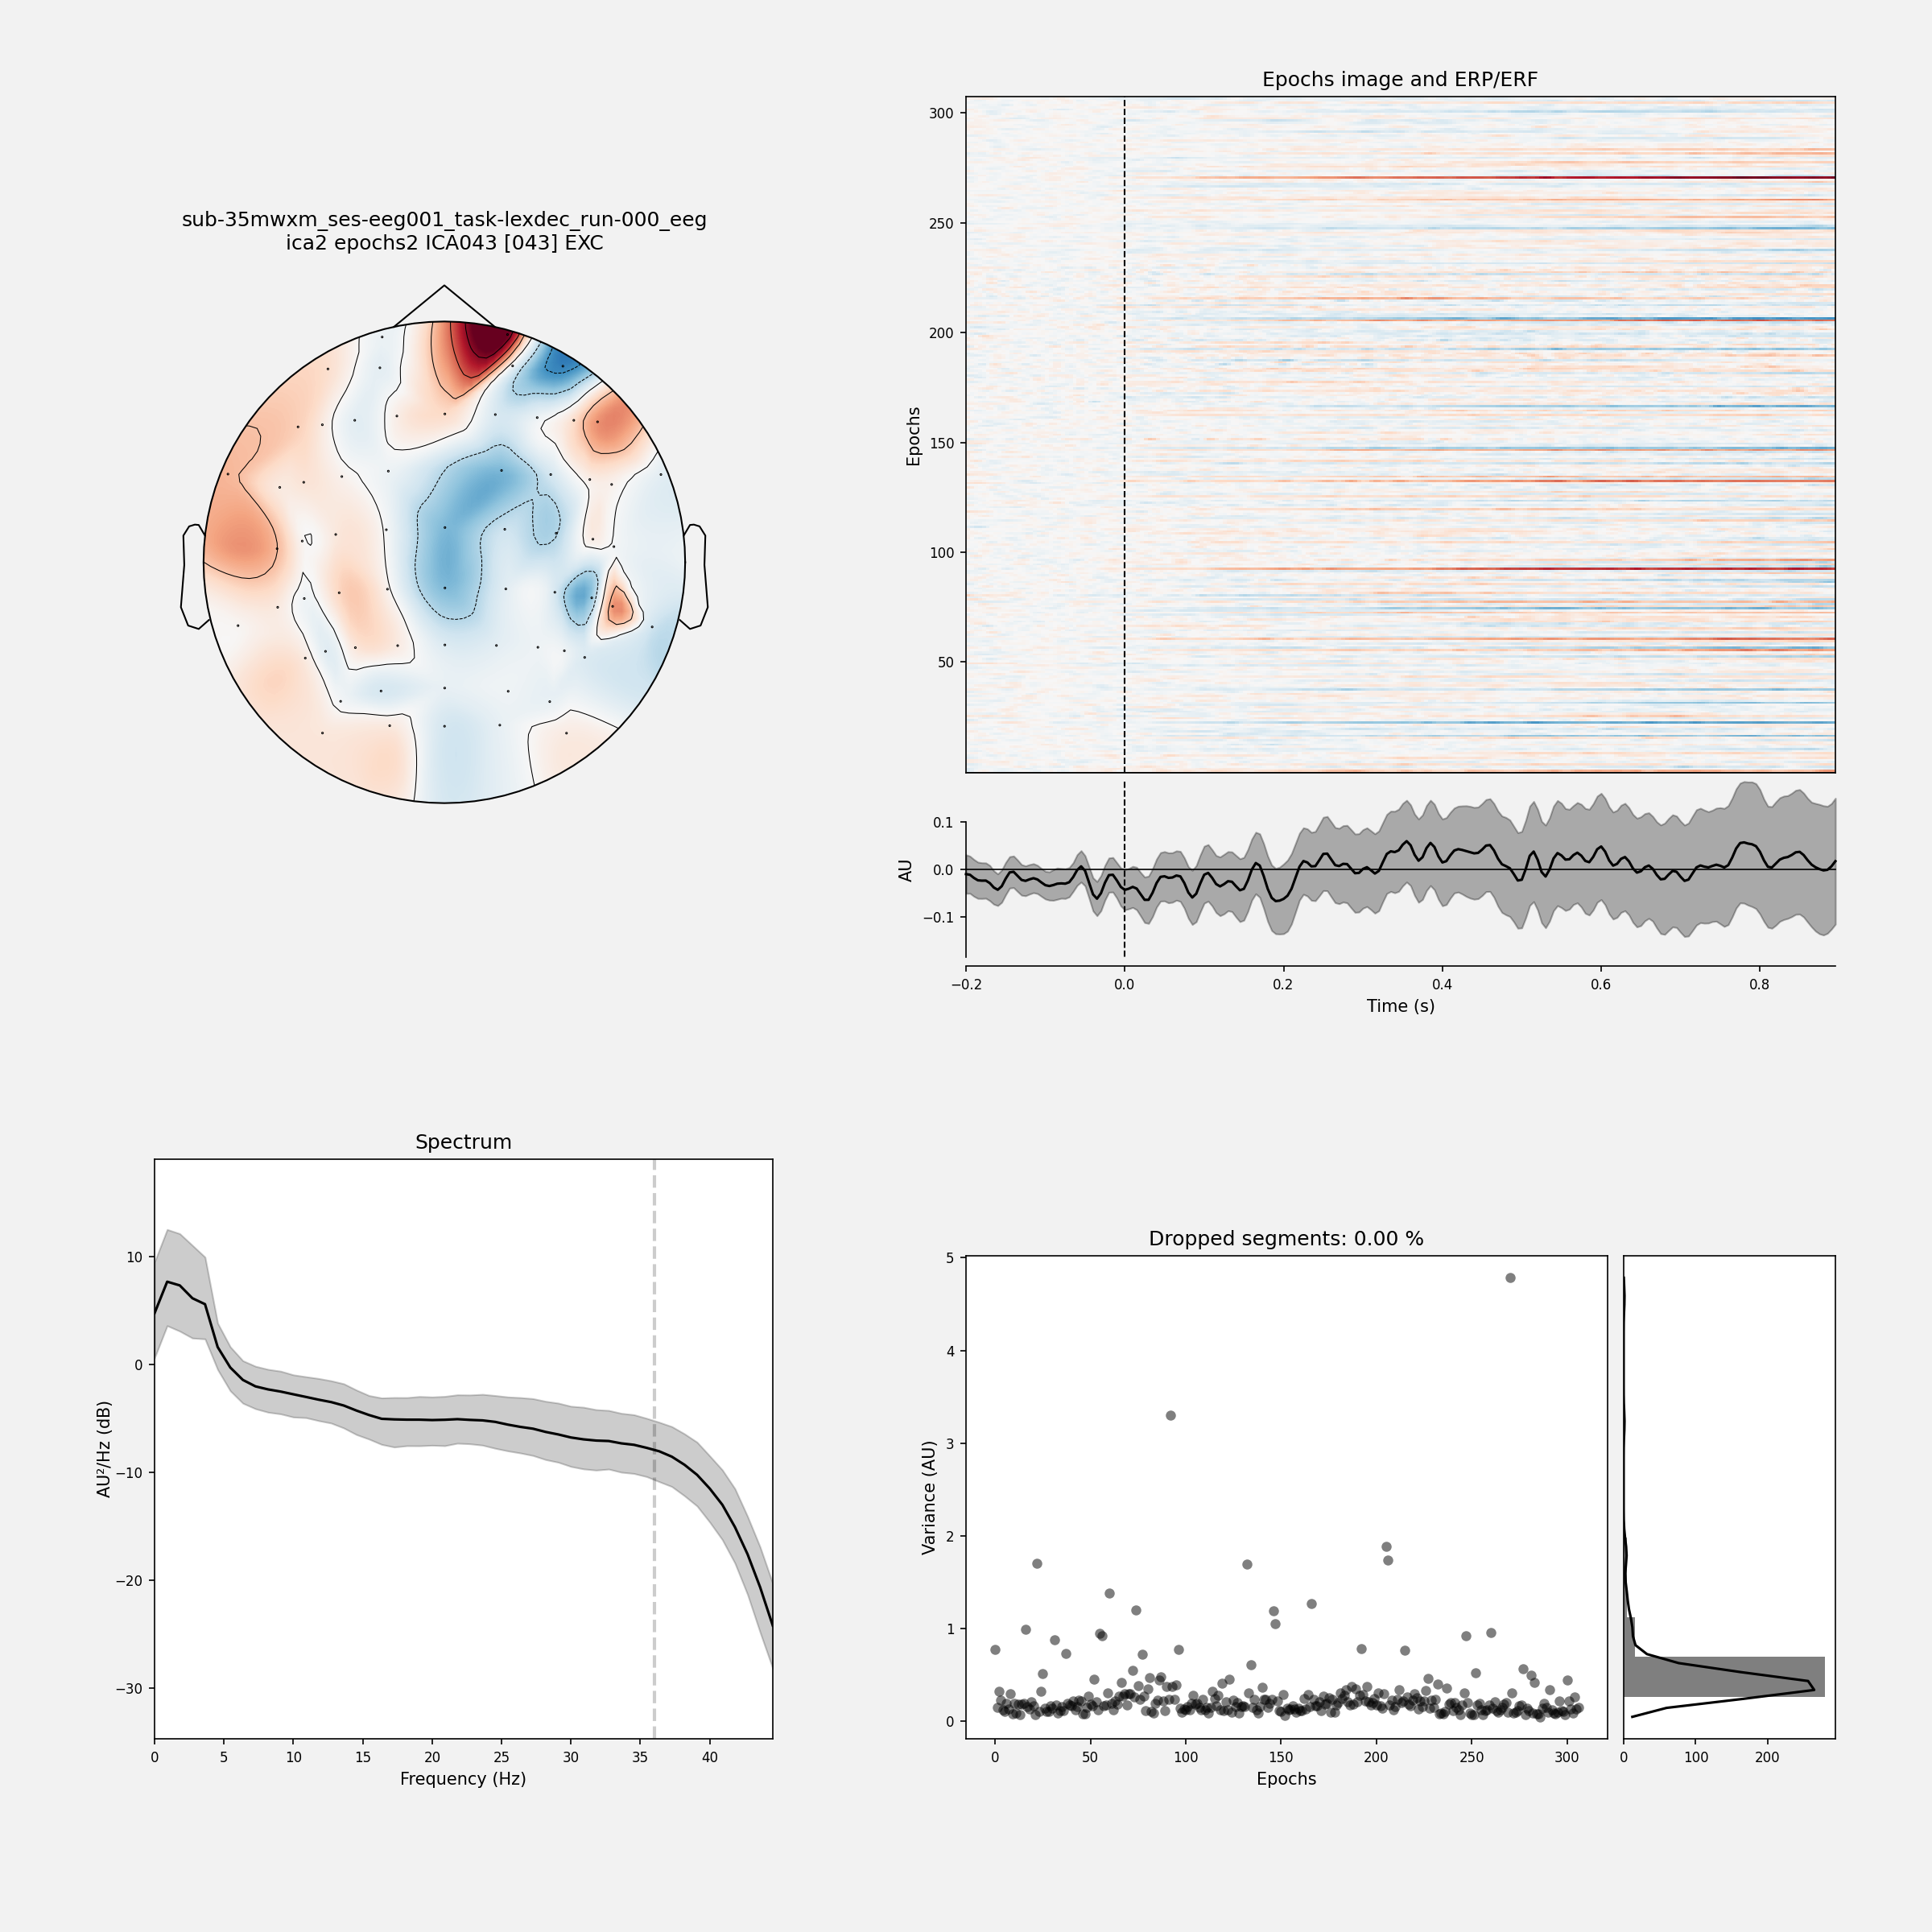 sub-35mwxm_ses-eeg001_task-lexdec_run-000_eeg
ica2 epochs2 ICA043 [043] EXC
Epochs image and ERP/ERF
300
250
200
150
100
50
Epochs
0.1
0.0
−0.1
AU
−0.2 0.0 0.2 0.4 0.6 0.8
Time (s)
Spectrum
10
0
−10
−20
−30
AU²/Hz (dB)
0 5 10 15 20 25 30 35 40
Frequency (Hz)
Dropped segments: 0.00 %
5
4
3
2
1
0
Variance (AU)
0 50 100 150 200 250 300
Epochs
0 100 200